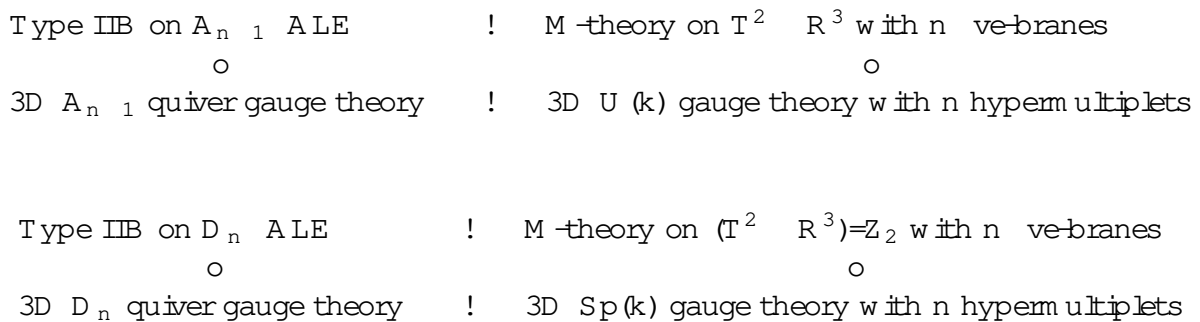 Type IIB on A_{n 1} ALE ! M-theory on T^2 R^3 with n ve-branes
o o
3D A_{n 1} quiver gauge theory ! 3D U(k) gauge theory with n hypermultiplets
Type IIB on D_n ALE ! M-theory on (T^2 R^3)=Z_2 with n ve-branes
o o
3D D_n quiver gauge theory ! 3D Sp(k) gauge theory with n hypermultiplets